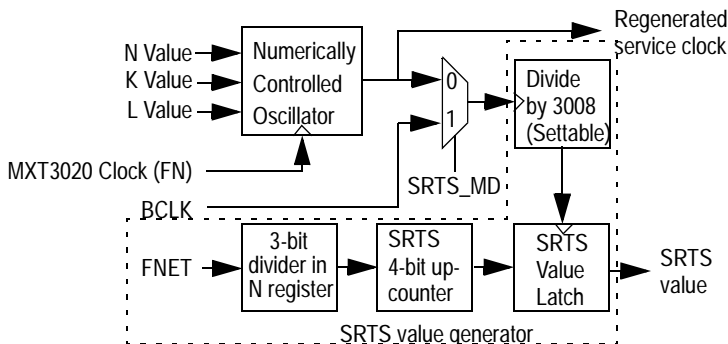 Regenerated
service clock
N Value
K Value
L Value
Numerically
Controlled
Oscillator
0
1
Divide
by 3008
(Settable)
MXT3020 Clock (FN)
SRTS_MD
BCLK
FNET
3-bit
divider in
N register
SRTS
4-bit up-
counter
SRTS
Value
Latch
SRTS
value
SRTS value generator